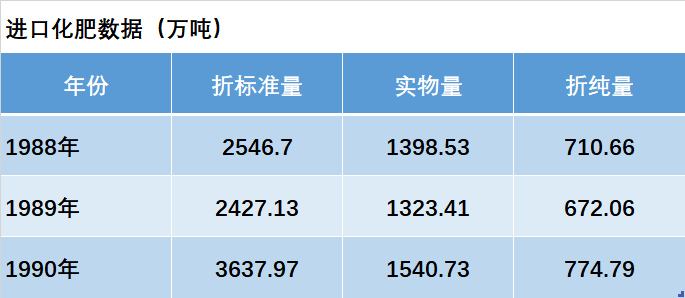 进口化肥数据（万吨）
年份 折标准量 实物量 折纯量
1988年 2546.7 1398.53 710.66
1989年 2427.13 1323.41 672.06
1990年 3637.97 1540.73 774.79